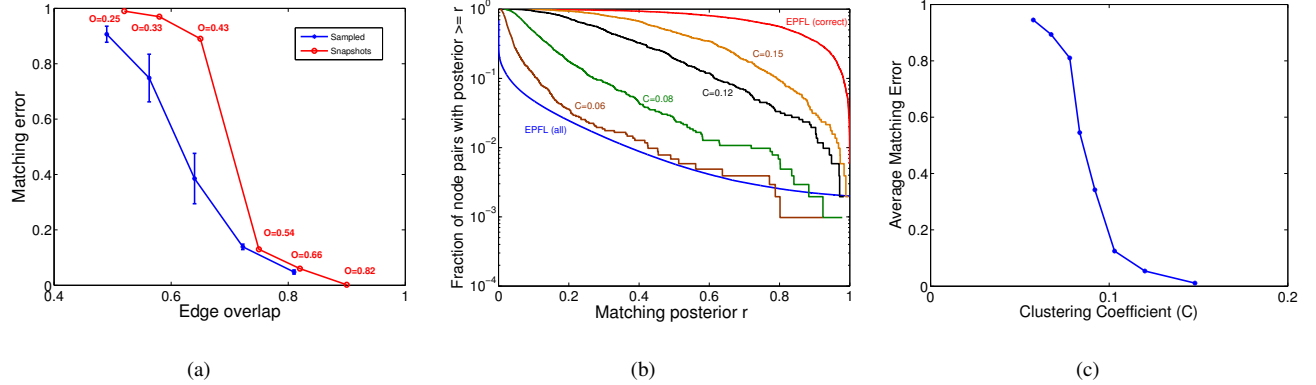 O=0.25
O=0.33
O=0.43
O=0.54
O=0.66
O=0.82
Sampled
Snapshots
Matching error
1
0.8
0.6
0.4
0.2
0
0.4
0.6
0.8
1
Edge overlap
(a)
Fraction of node pairs with posterior >= r
10^0
10^−1
10^−2
10^−3
10^−4
EPFL (correct)
C=0.15
C=0.12
C=0.08
C=0.06
EPFL (all)
0
0.2
0.4
0.6
0.8
1
Matching posterior r
(b)
Average Matching Error
1
0.8
0.6
0.4
0.2
0
0
0.1
0.2
Clustering Coefficient (C)
(c)